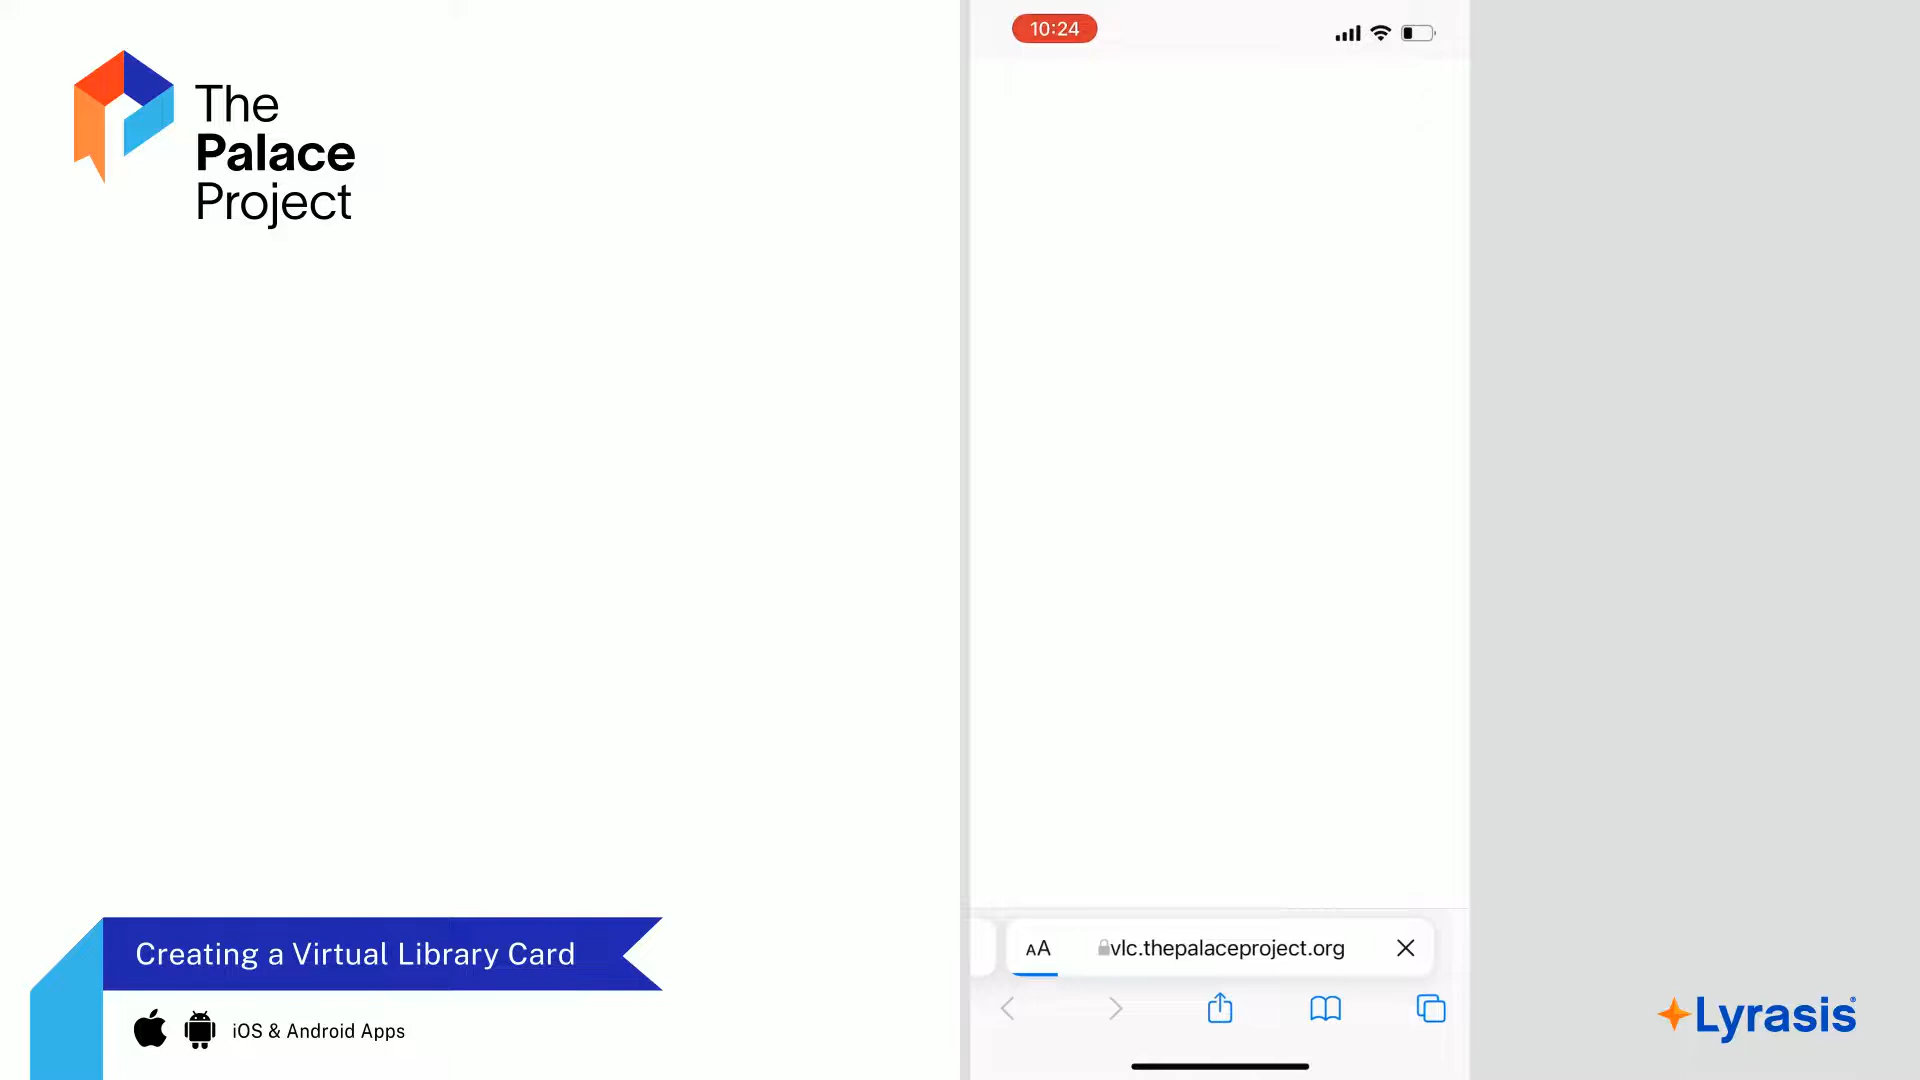 The
Palace
Project
10:24
AA vlc.thepalaceproject.org
Creating a Virtual Library Card
iOS & Android Apps
Lyrasis®